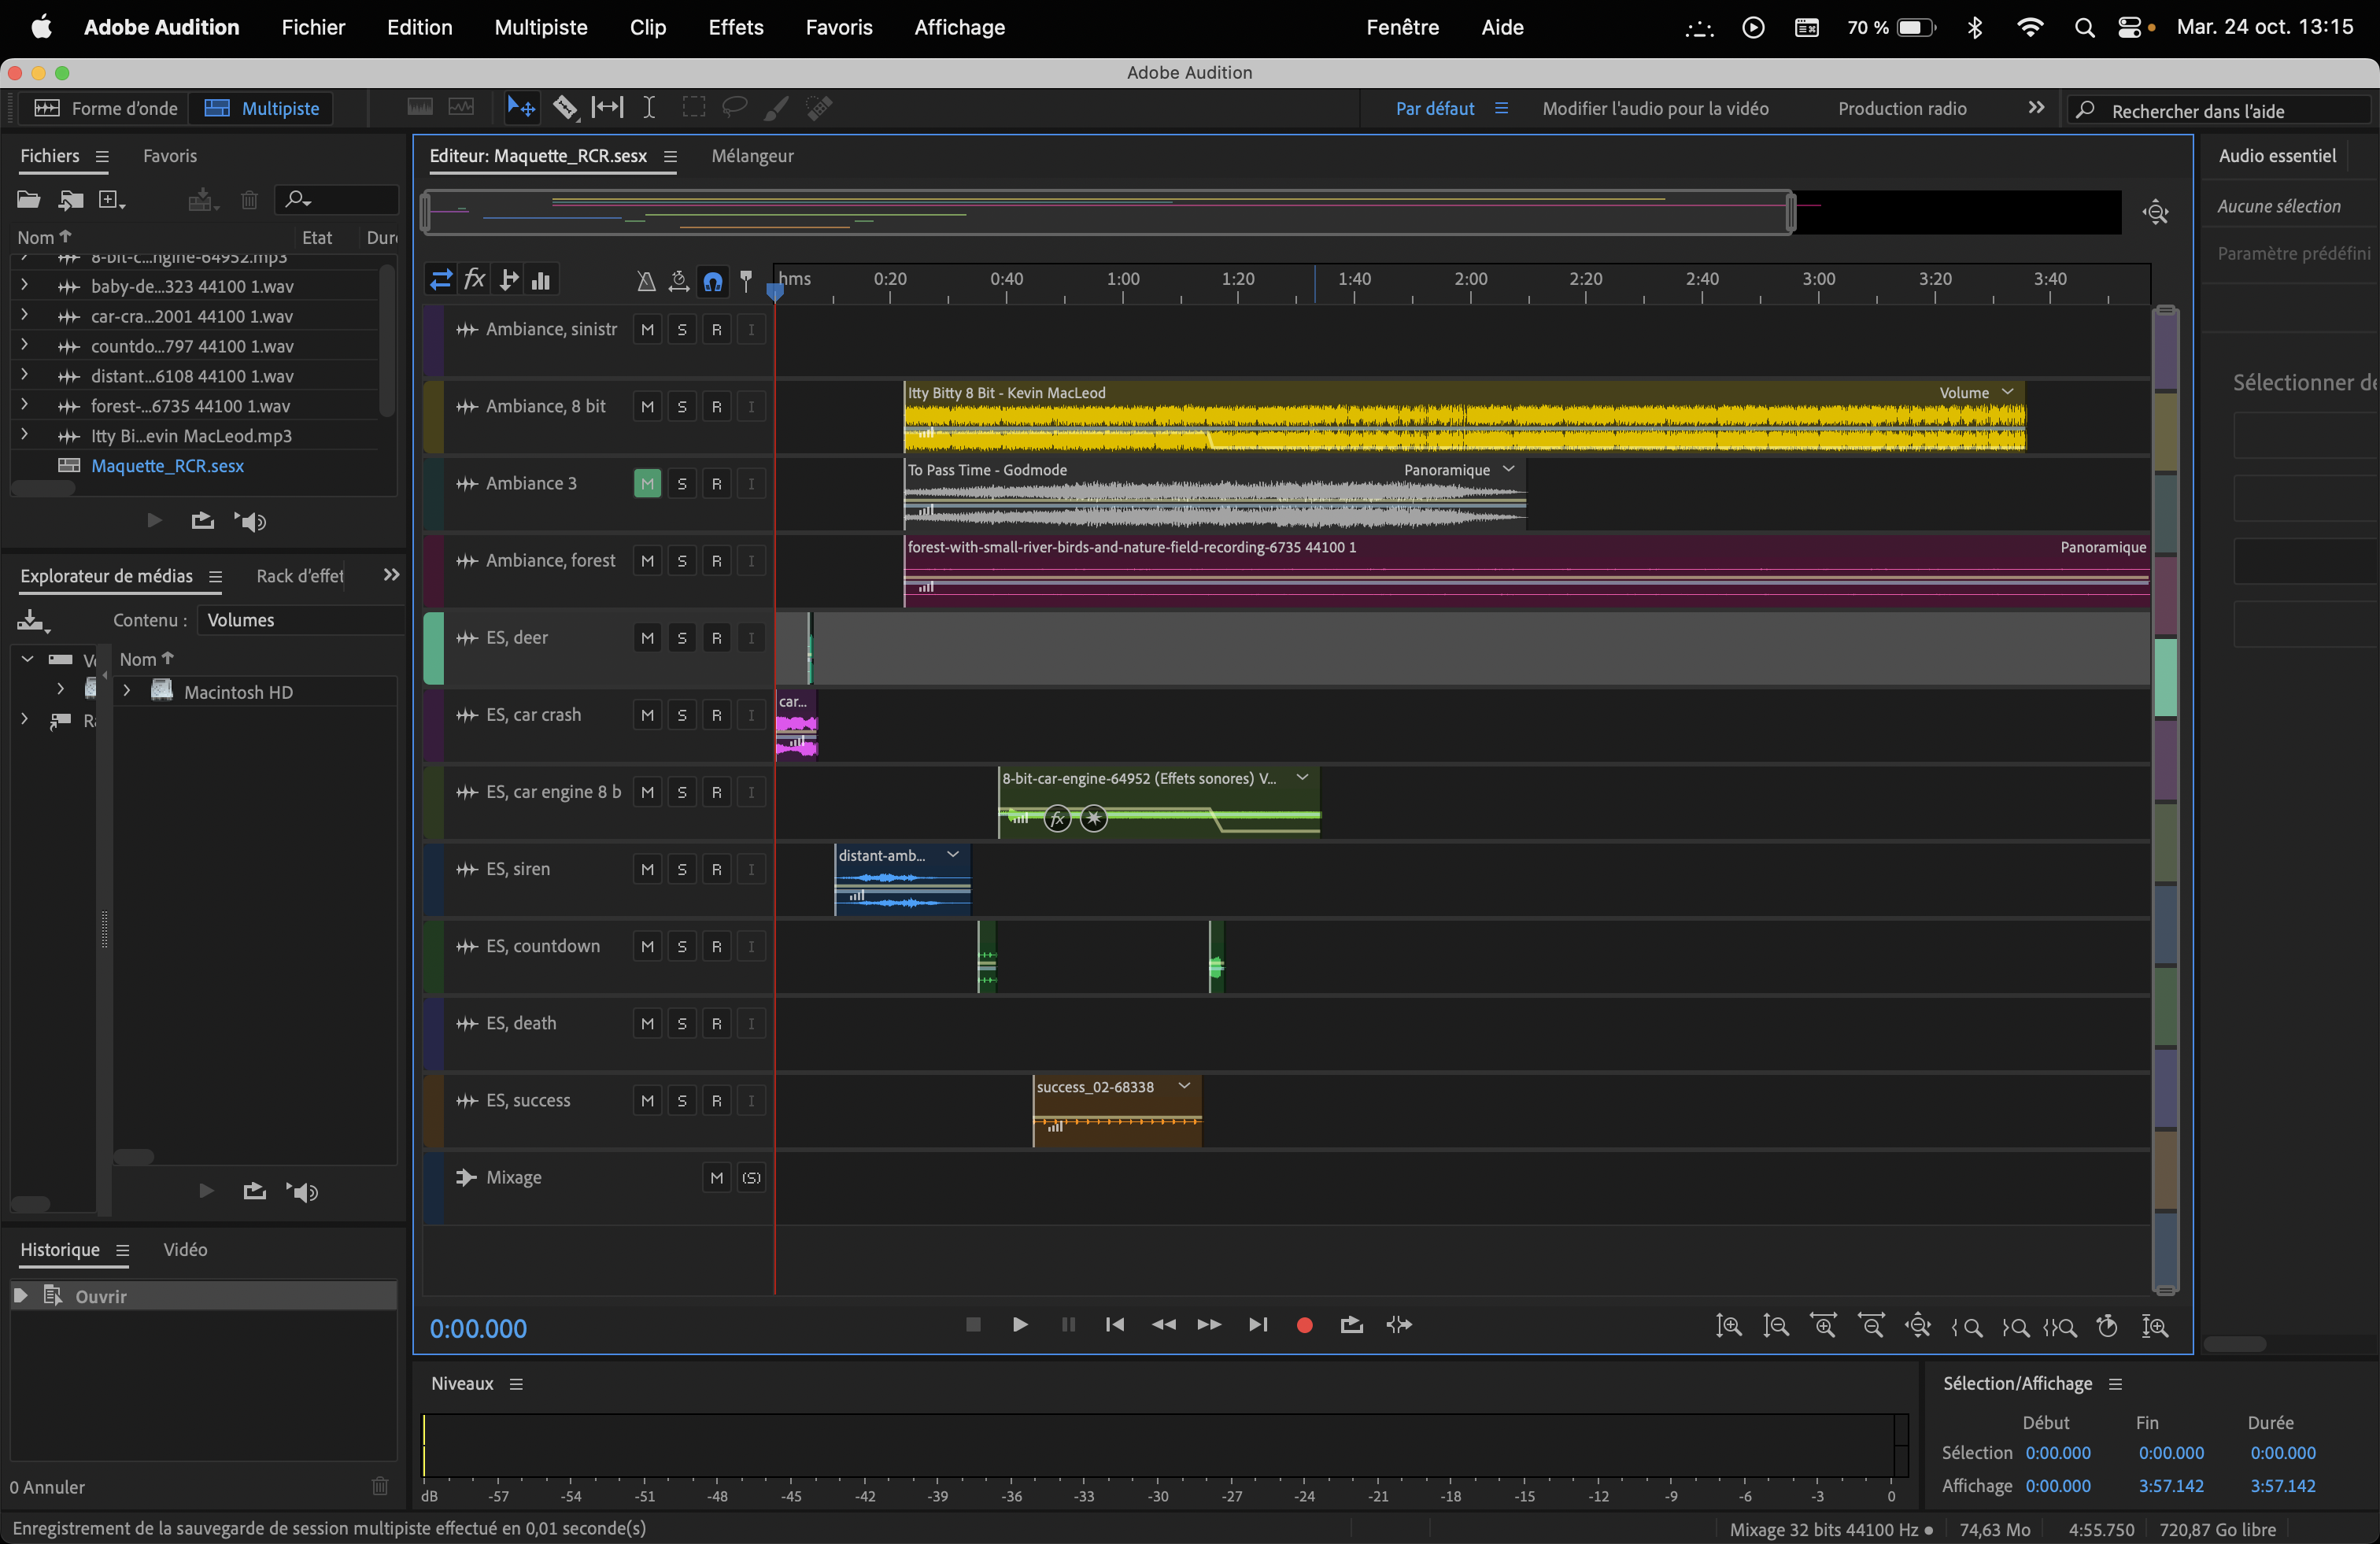 Adobe Audition Fichier Edition Multipiste Clip Effets Favoris Affichage Fenêtre Aide 70 % Mar. 24 oct. 13:15
Adobe Audition
Forme d'onde Multipiste Par défaut Modifier l'audio pour la vidéo Production radio Rechercher dans l'aide
Fichiers Favoris
Nom Etat Dur
8-bit-c...ngine-64952.mp3
baby-de...323 44100 1.wav
car-cra...2001 44100 1.wav
countdo...797 44100 1.wav
distant...6108 44100 1.wav
forest-...6735 44100 1.wav
Itty Bi...evin MacLeod.mp3
Maquette_RCR.sesx
Explorateur de médias Rack d'effet
Contenu : Volumes
Nom
Macintosh HD
Historique Vidéo
Ouvrir
0 Annuler
Editeur: Maquette_RCR.sesx Mélangeur
fx hms 0:20 0:40 1:00 1:20 1:40 2:00 2:20 2:40 3:00 3:20 3:40
Ambiance, sinistr M S R I
Ambiance, 8 bit M S R I
Itty Bitty 8 Bit - Kevin MacLeod Volume
Ambiance 3 M S R I
To Pass Time - Godmode Panoramique
Ambiance, forest M S R I
forest-with-small-river-birds-and-nature-field-recording-6735 44100 1 Panoramique
ES, deer M S R I
ES, car crash M S R I
car...
ES, car engine 8 b M S R I
8-bit-car-engine-64952 (Effets sonores) V...
fx
ES, siren M S R I
distant-amb...
ES, countdown M S R I
ES, death M S R I
ES, success M S R I
success_02-68338
Mixage M (S)
0:00.000
Audio essentiel
Aucune sélection
Paramètre prédéfini
Sélectionner de
Niveaux
dB -57 -54 -51 -48 -45 -42 -39 -36 -33 -30 -27 -24 -21 -18 -15 -12 -9 -6 -3 0
Sélection/Affichage
Début Fin Durée
Sélection 0:00.000 0:00.000 0:00.000
Affichage 0:00.000 3:57.142 3:57.142
Enregistrement de la sauvegarde de session multipiste effectué en 0,01 seconde(s)
Mixage 32 bits 44100 Hz 74,63 Mo 4:55.750 720,87 Go libre